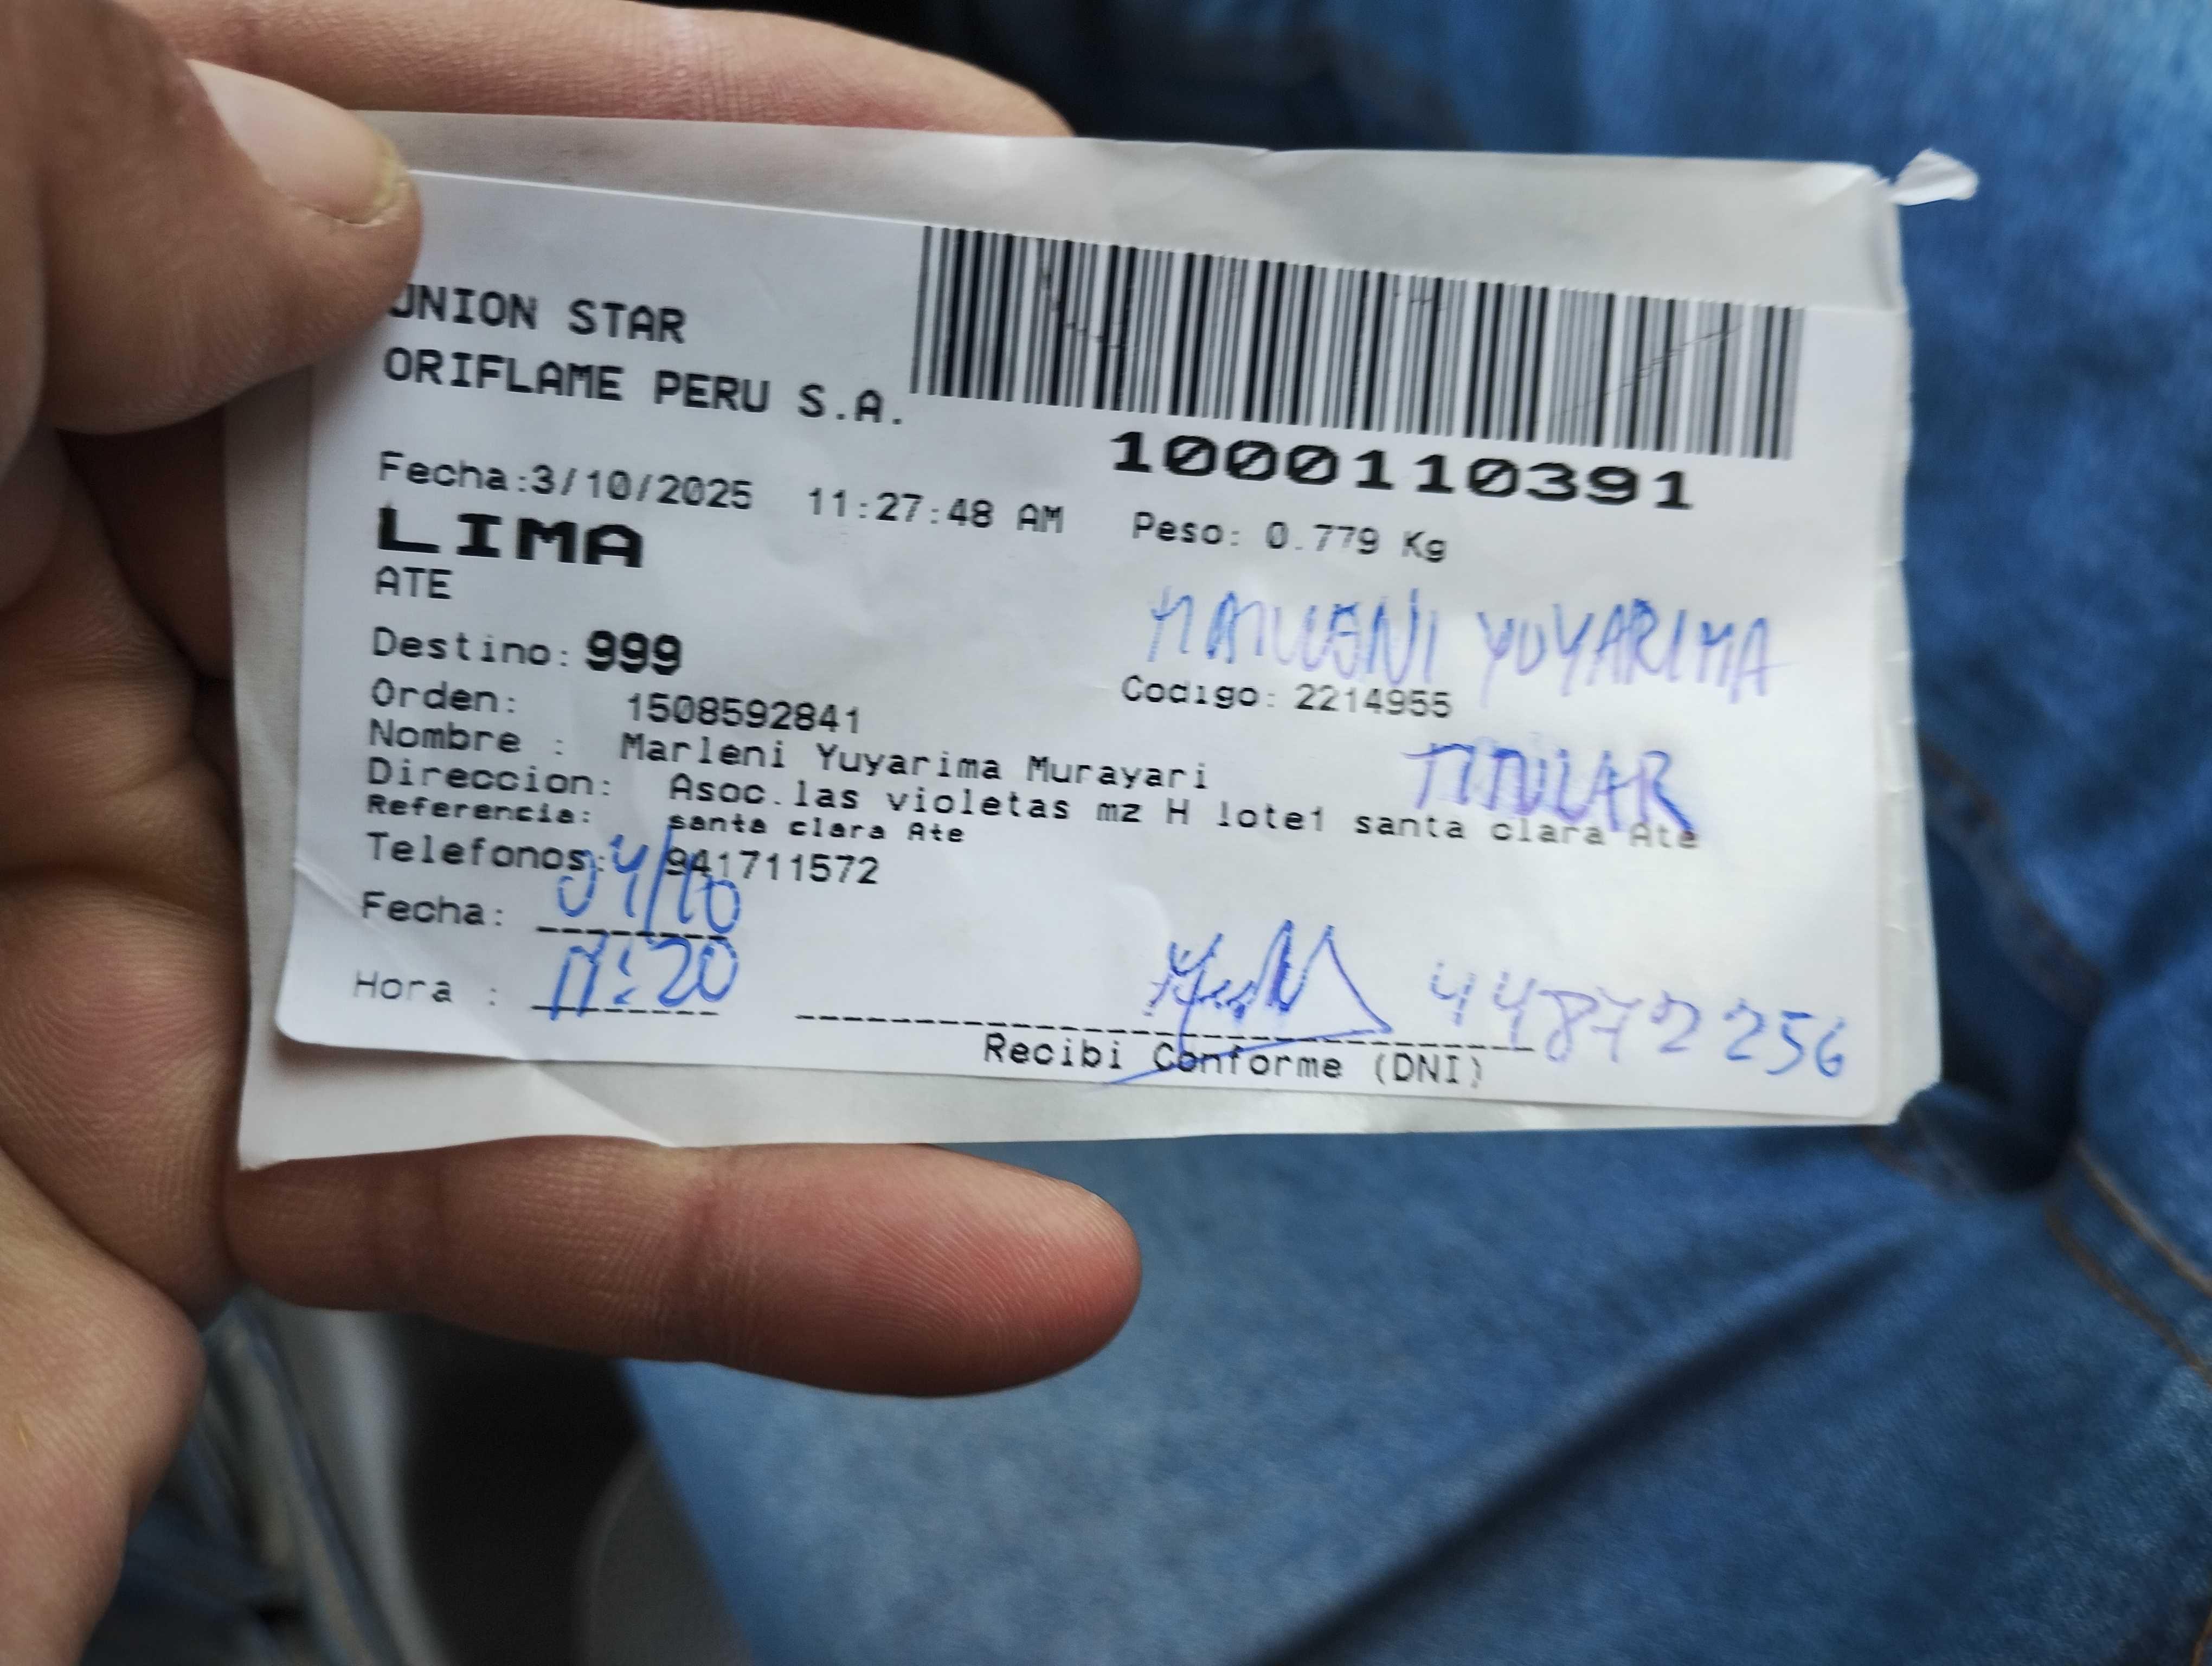 UNION STAR
ORIFLAME PERU S.A.
1000110391
Fecha:3/10/2025 11:27:48 AM Peso: 0.779 Kg
LIMA
ATE
MARLENI YUYARIMA
Destino: 999
Codigo: 2214955
Orden: 1508592841
TITULAR
Nombre : Marleni Yuyarima Murayari
Direccion: Asoc.las violetas mz H lote1 santa clara Ate
Referencia: santa clara Ate
Telefonos: 941711572
Fecha: 04/10
Hora : 11:20
44872256
Recibi Conforme (DNI)